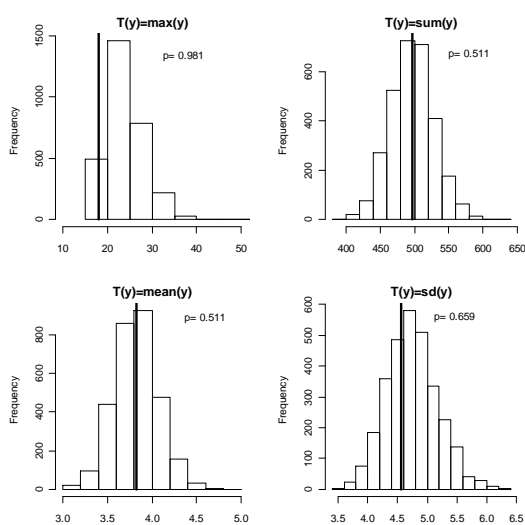 T(y)=max(y)
p= 0.981
Frequency
0 500 1000 1500
10 20 30 40 50
T(y)=sum(y)
p= 0.511
Frequency
0 200 400 600
400 450 500 550 600 650
T(y)=mean(y)
p= 0.511
Frequency
0 200 400 600 800
3.0 3.5 4.0 4.5 5.0
T(y)=sd(y)
p= 0.659
Frequency
0 100 200 300 400 500 600
3.5 4.0 4.5 5.0 5.5 6.0 6.5